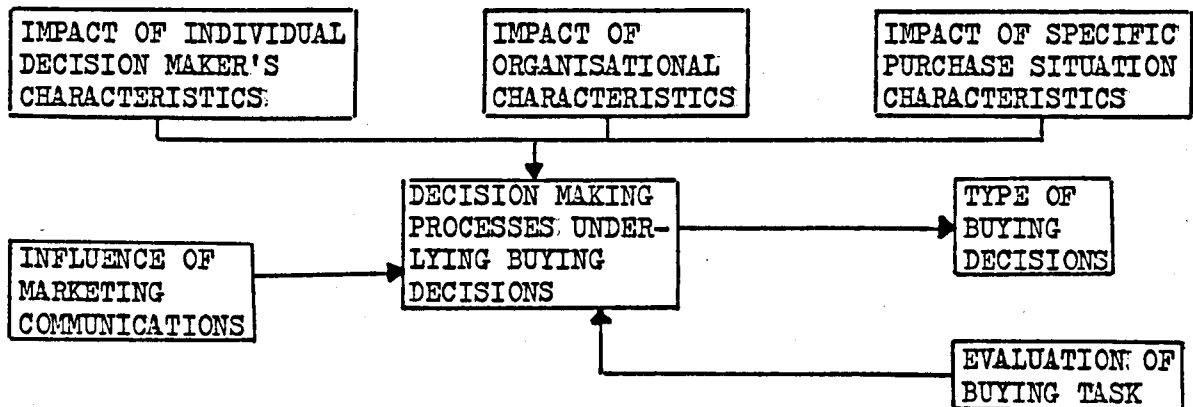 IMPACT OF INDIVIDUAL
DECISION MAKER'S
CHARACTERISTICS
IMPACT OF
ORGANISATIONAL
CHARACTERISTICS
IMPACT OF SPECIFIC
PURCHASE SITUATION
CHARACTERISTICS
DECISION MAKING
PROCESSES UNDER-
LYING BUYING
DECISIONS
TYPE OF
BUYING
DECISIONS
INFLUENCE OF
MARKETING
COMMUNICATIONS
EVALUATION OF
BUYING TASK